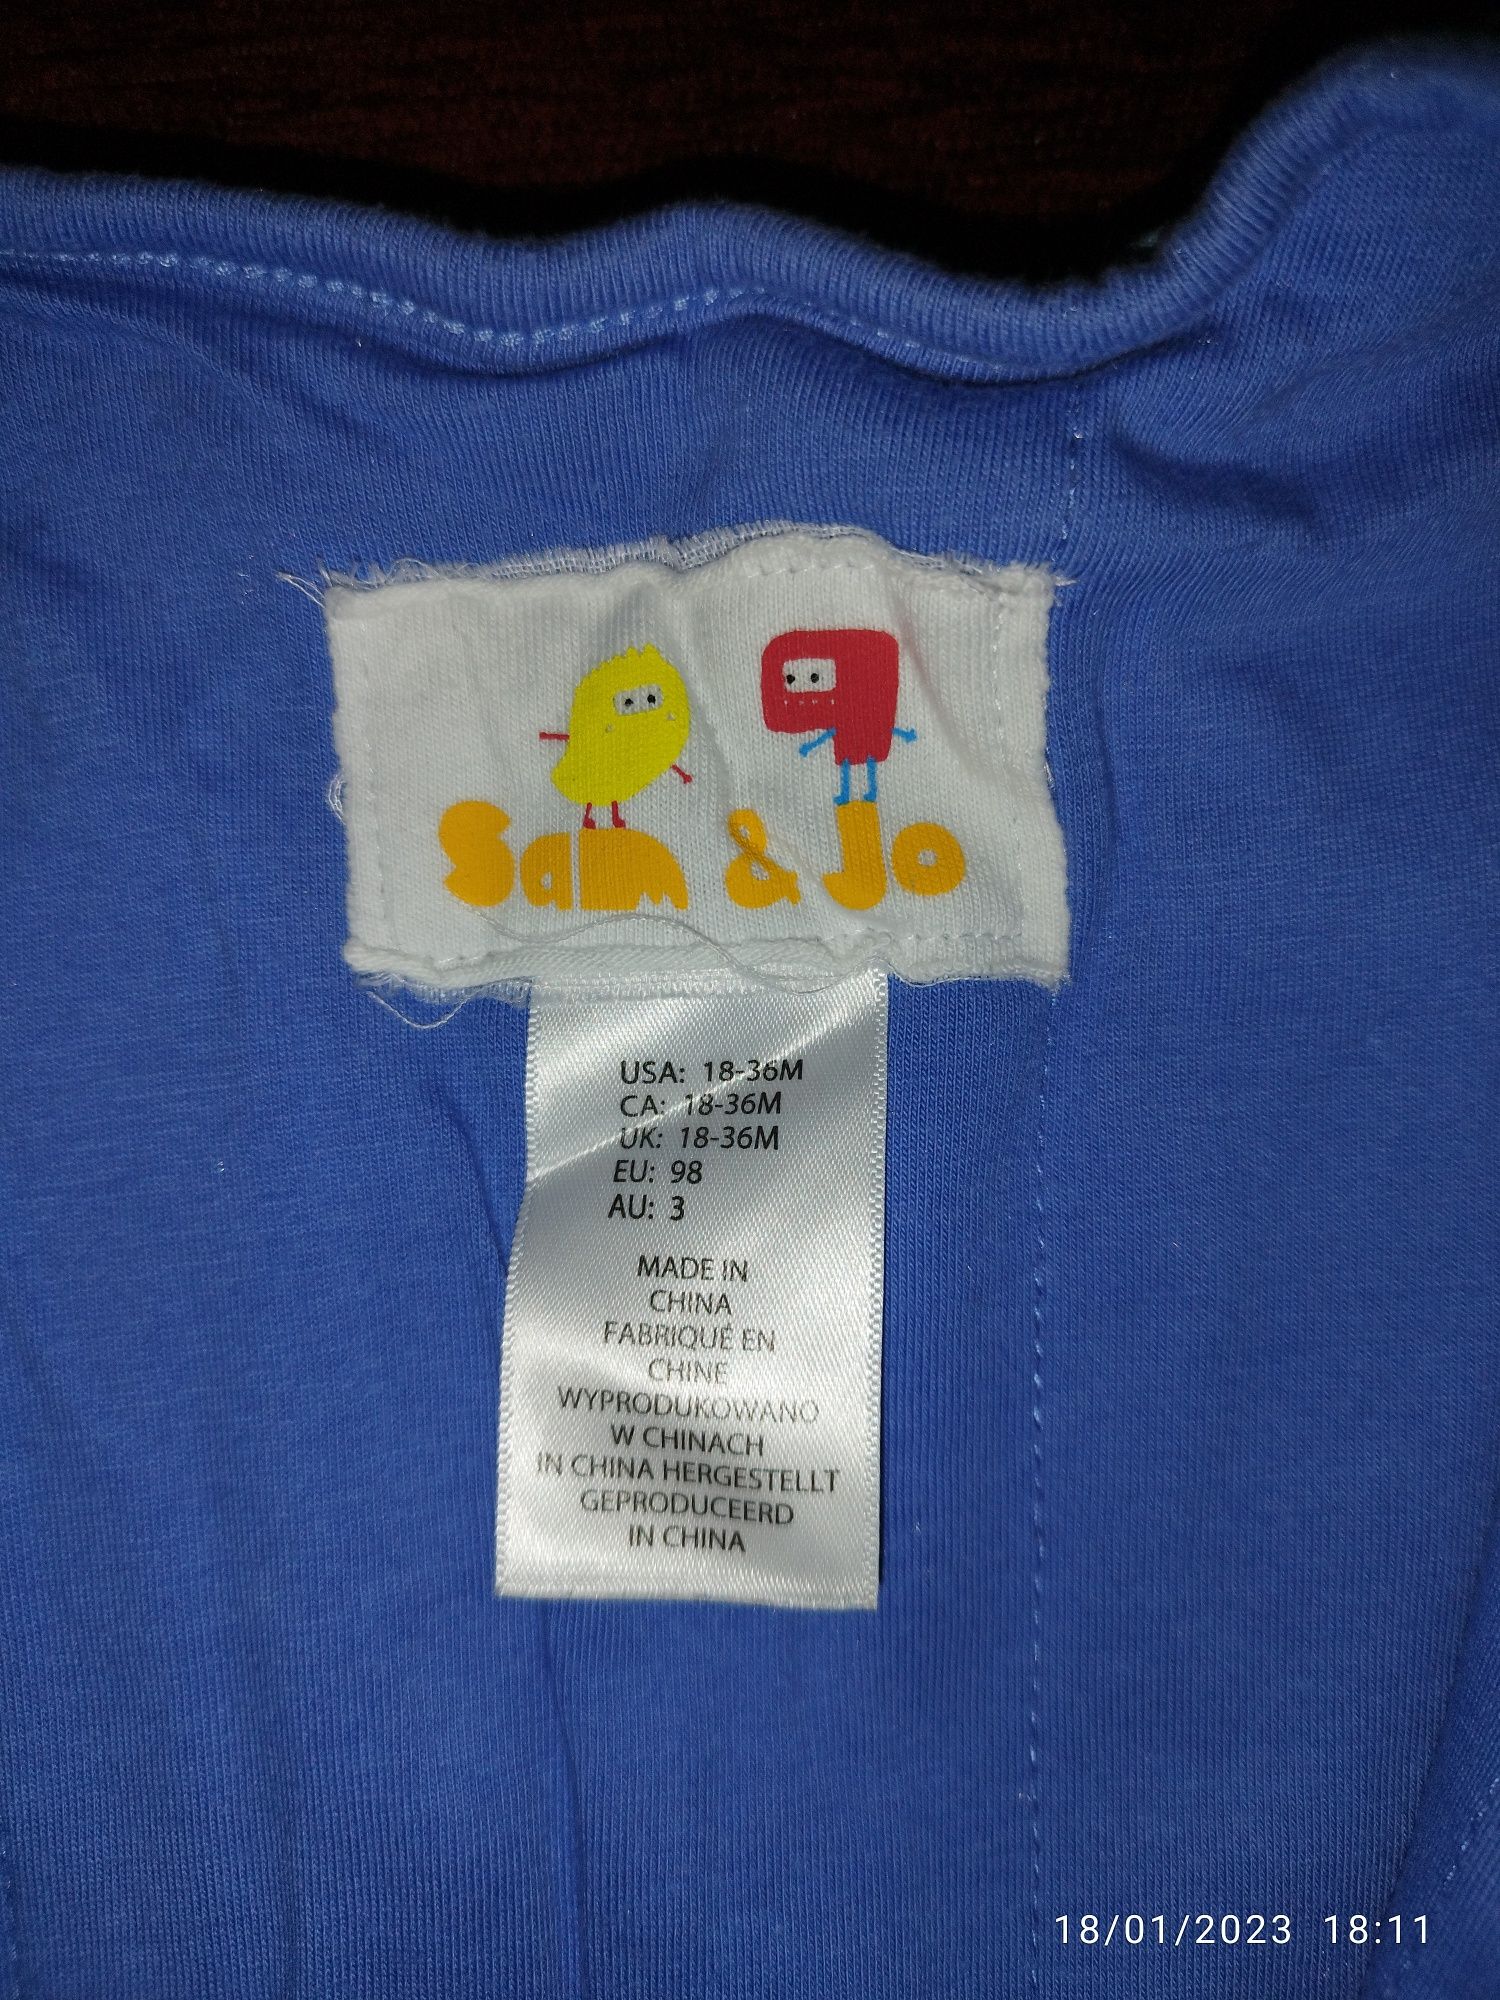 Sam & Jo
USA: 18-36M
CA: 18-36M
UK: 18-36M
EU: 98
AU: 3
MADE IN
CHINA
FABRIQUÉ EN
CHINE
WYPRODUKOWANO
W CHINACH
IN CHINA HERGESTELLT
GEPRODUCEERD
IN CHINA
18/01/2023 18:11